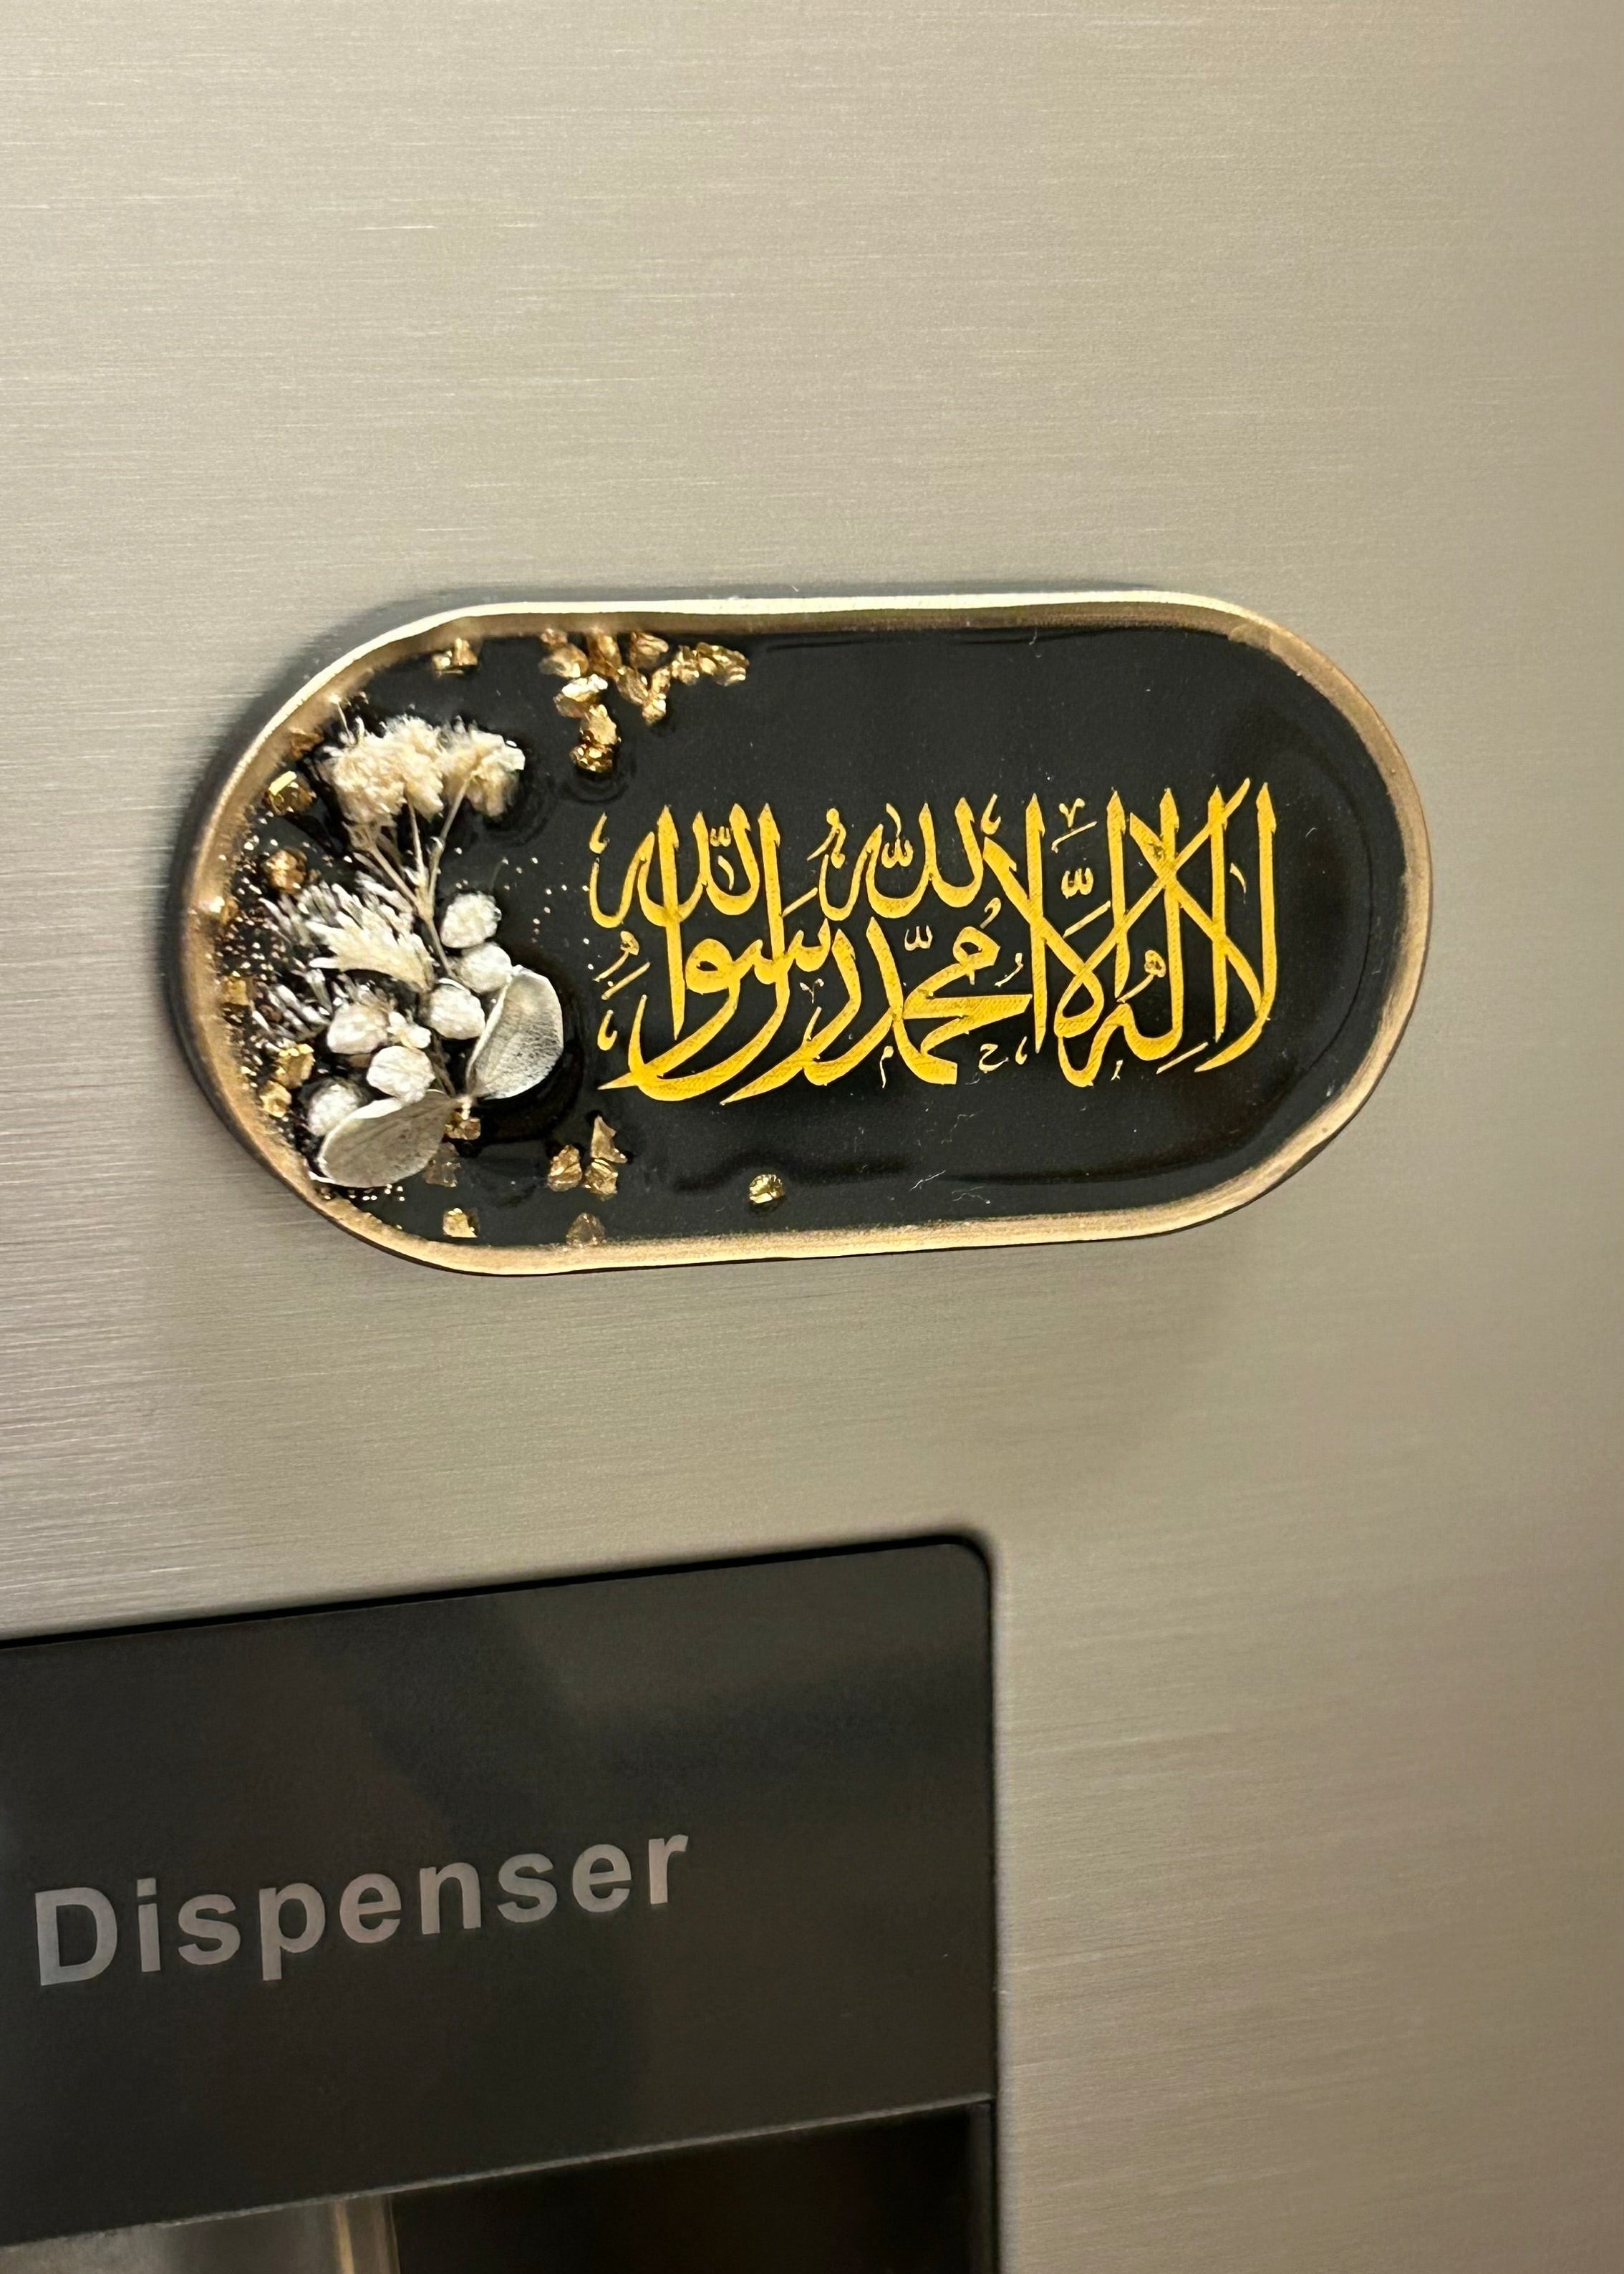 لا إله إلا الله محمد رسول الله
Dispenser